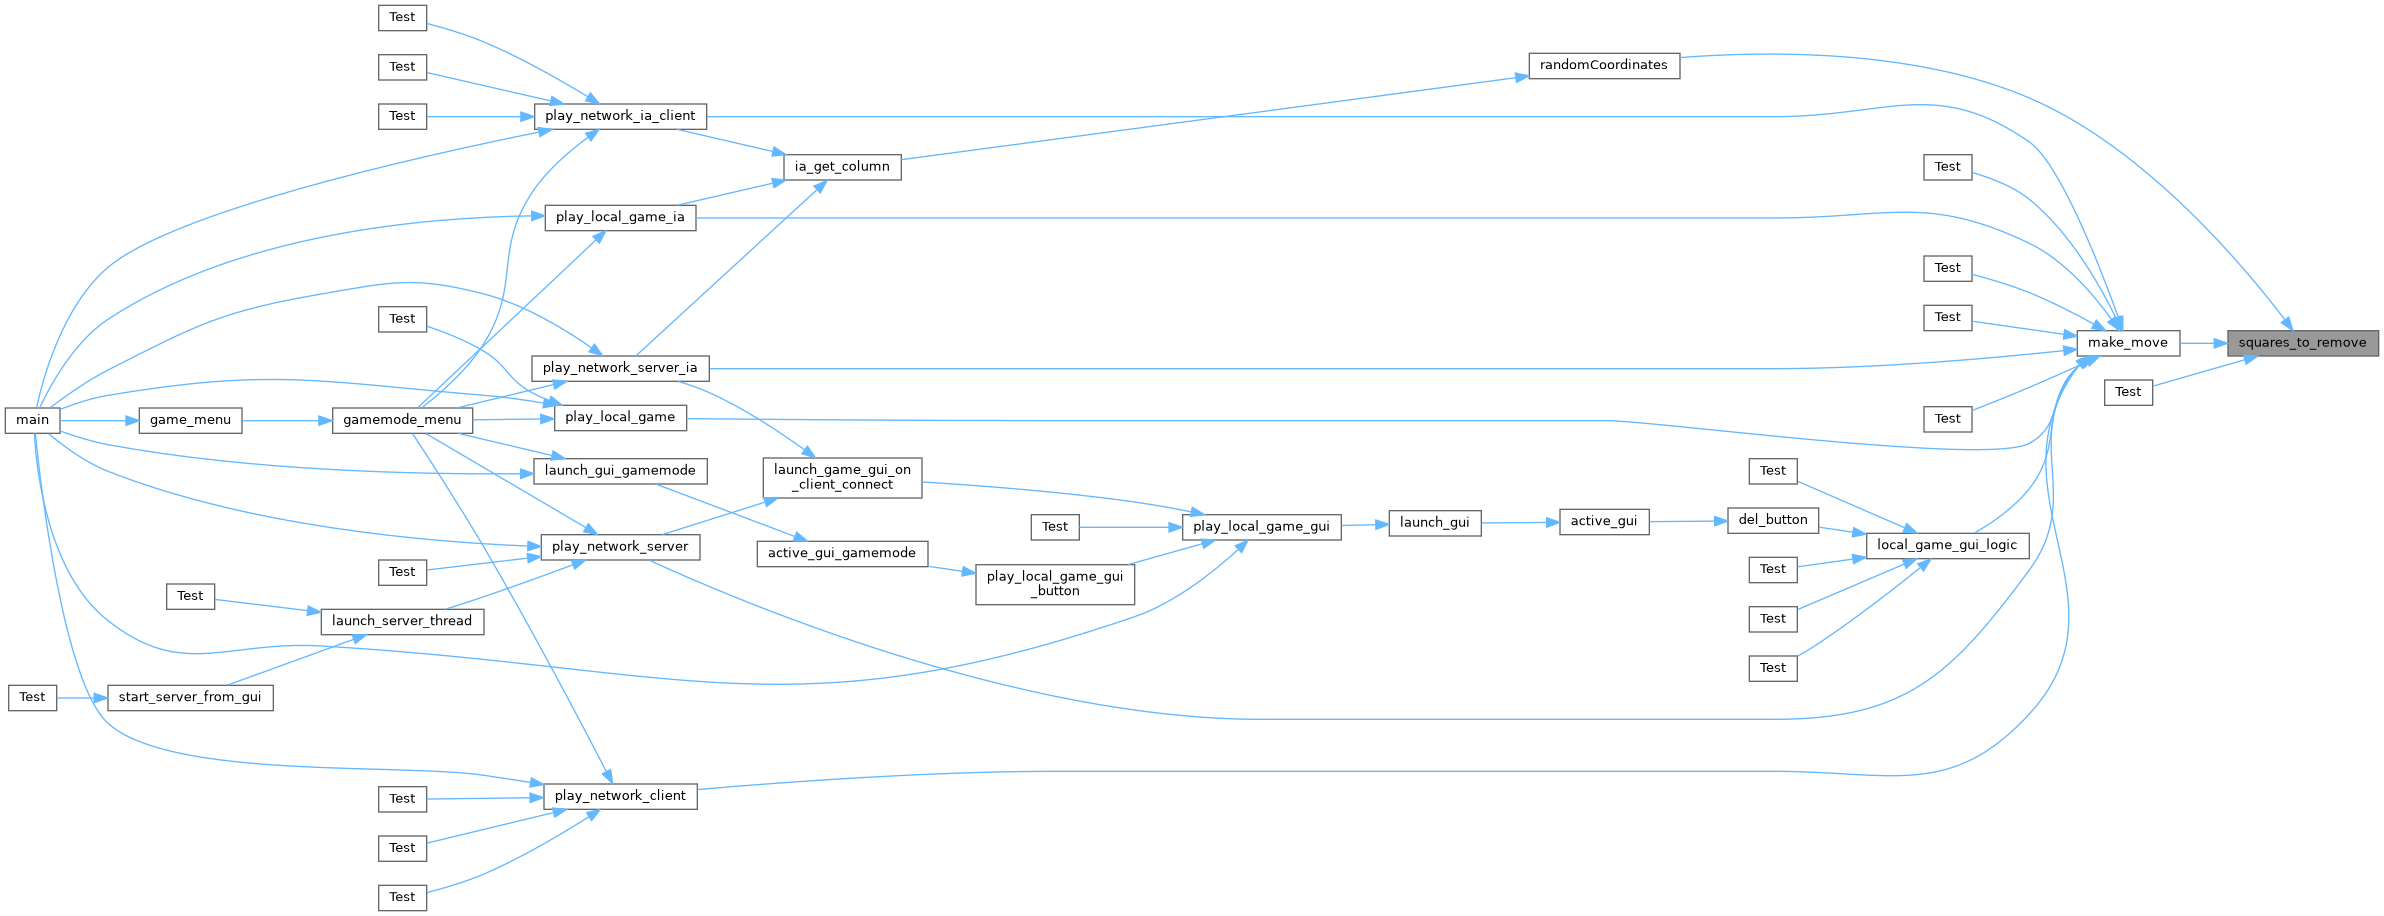 Test
Test
randomCoordinates
Test
play_network_ia_client
ia_get_column
Test
play_local_game_ia
Test
Test
Test
squares_to_remove
make_move
play_network_server_ia
Test
main
game_menu
gamemode_menu
play_local_game
Test
launch_gui_gamemode
launch_game_gui_on
_client_connect
Test
play_network_server
active_gui_gamemode
Test
play_local_game_gui
launch_gui
active_gui
del_button
local_game_gui_logic
Test
play_local_game_gui
_button
Test
Test
launch_server_thread
Test
Test
Test
start_server_from_gui
play_network_client
Test
Test
Test